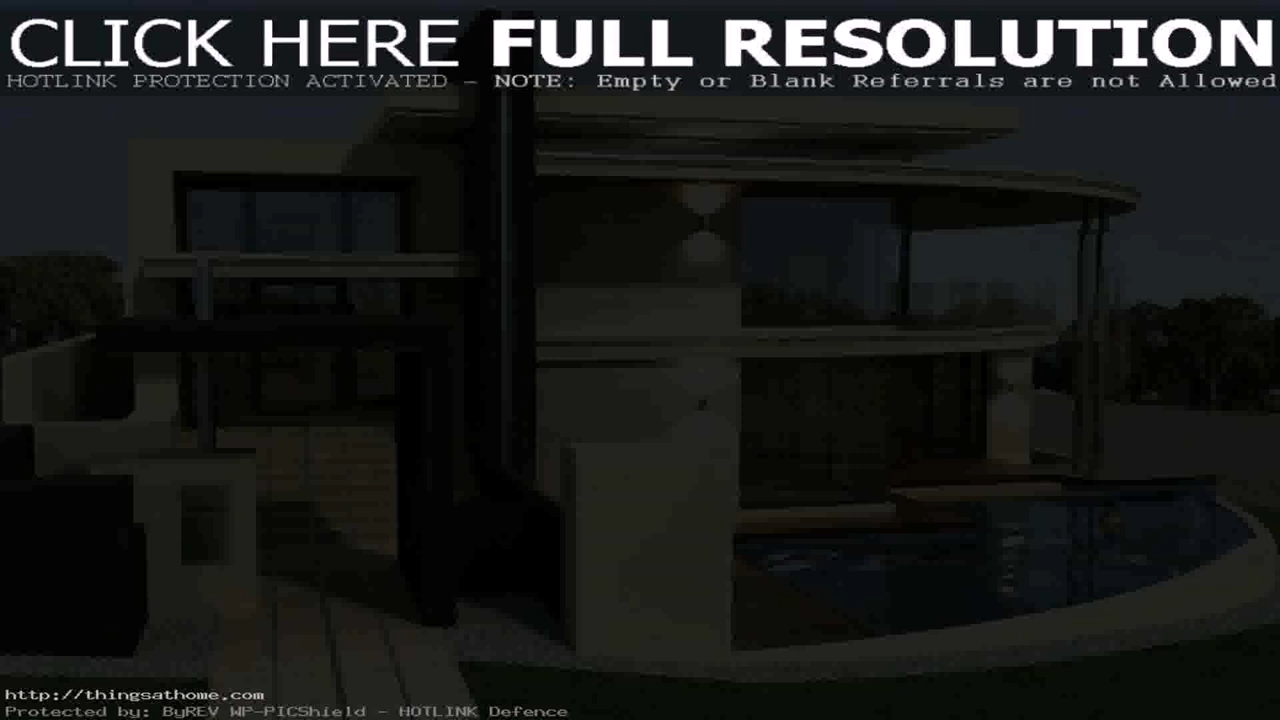 CLICK HERE FULL RESOLUTION
HOTLINK PROTECTION ACTIVATED - NOTE: Empty or Blank Referrals are not Allowed
http://thingsathome.com
Protected by: ByREV WP-PICShield - HOTLINK Defence